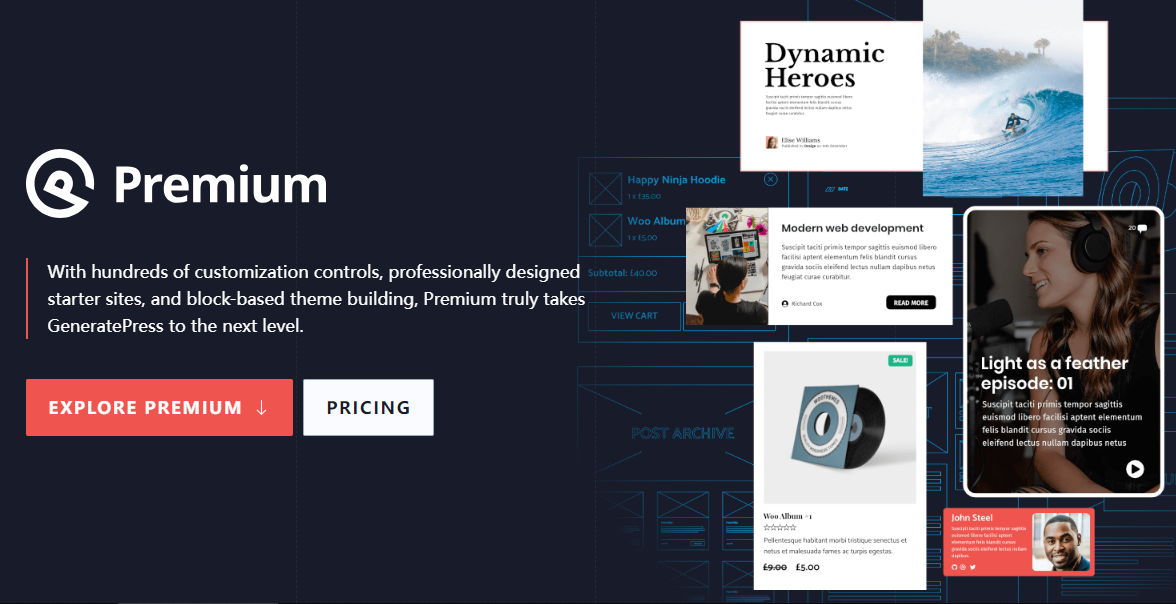 Premium
With hundreds of customization controls, professionally designed
starter sites, and block-based theme building, Premium truly takes
GeneratePress to the next level.
EXPLORE PREMIUM ↓
PRICING
Dynamic
Heroes
Suscipit taciti primis tempor sagittis euismod libero
facilisi aptent elementum felis blandit cursus
gravida sociis eleifend lectus nullam dapibus netus
feugiat curae curabitur.
Elise Williams
Published in design on 8th December
DATE
Happy Ninja Hoodie
1 x £35.00
Woo Album
1 x £5.00
Subtotal: £40.00
VIEW CART
Modern web development
Suscipit taciti primis tempor sagittis euismod libero
facilisi aptent elementum felis blandit cursus
gravida sociis eleifend lectus nullam dapibus netus
feugiat curae curabitur.
Richard Cox
READ MORE
20
Light as a feather
episode: 01
Suscipit taciti primis tempor sagittis
euismod libero facilisi aptent elementum
felis blandit cursus gravida sociis
eleifend lectus nullam dapibus netus
POST ARCHIVE
SALE!
WOOTHEMES
Woo Album #1
☆☆☆☆☆
Pellentesque habitant morbi tristique senectus et
netus et malesuada fames ac turpis egestas.
£9.00 £5.00
John Steel
Suscipit taciti primis tempor sagittis
euismod libero facilisi aptent
elementum felis blandit cursus gravida
sociis eleifend lectus nullam
dapibus.